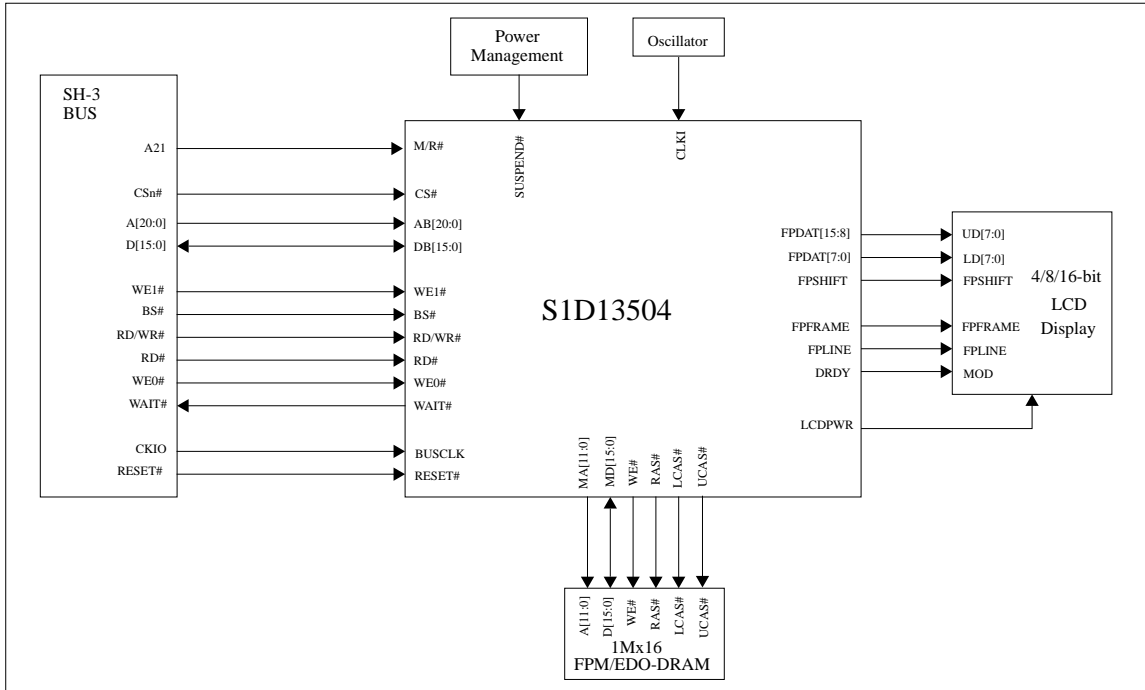 Power
Management
Oscillator
SH-3
BUS
A21
CSn#
A[20:0]
D[15:0]
WE1#
BS#
RD/WR#
RD#
WE0#
WAIT#
CKIO
RESET#
M/R#
CS#
AB[20:0]
DB[15:0]
WE1#
BS#
RD/WR#
RD#
WE0#
WAIT#
BUSCLK
RESET#
SUSPEND#
CLKI
S1D13504
FPDAT[15:8]
FPDAT[7:0]
FPSHIFT
FPFRAME
FPLINE
DRDY
LCDPWR
UD[7:0]
LD[7:0]
FPSHIFT
FPFRAME
FPLINE
MOD
4/8/16-bit
LCD
Display
MA[11:0]
MD[15:0]
WE#
RAS#
LCAS#
UCAS#
A[11:0]
D[15:0]
WE#
RAS#
LCAS#
UCAS#
1Mx16
FPM/EDO-DRAM